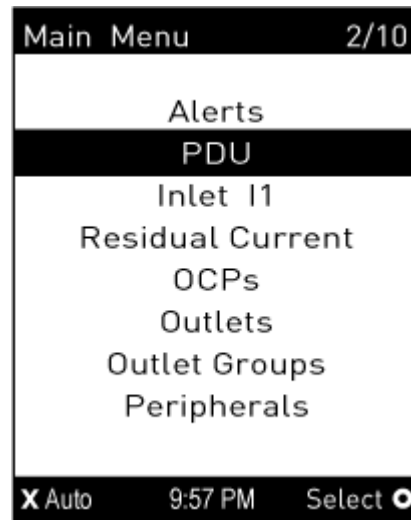 Main Menu 2/10
Alerts
PDU
Inlet I1
Residual Current
OCPs
Outlets
Outlet Groups
Peripherals
X Auto 9:57 PM Select O